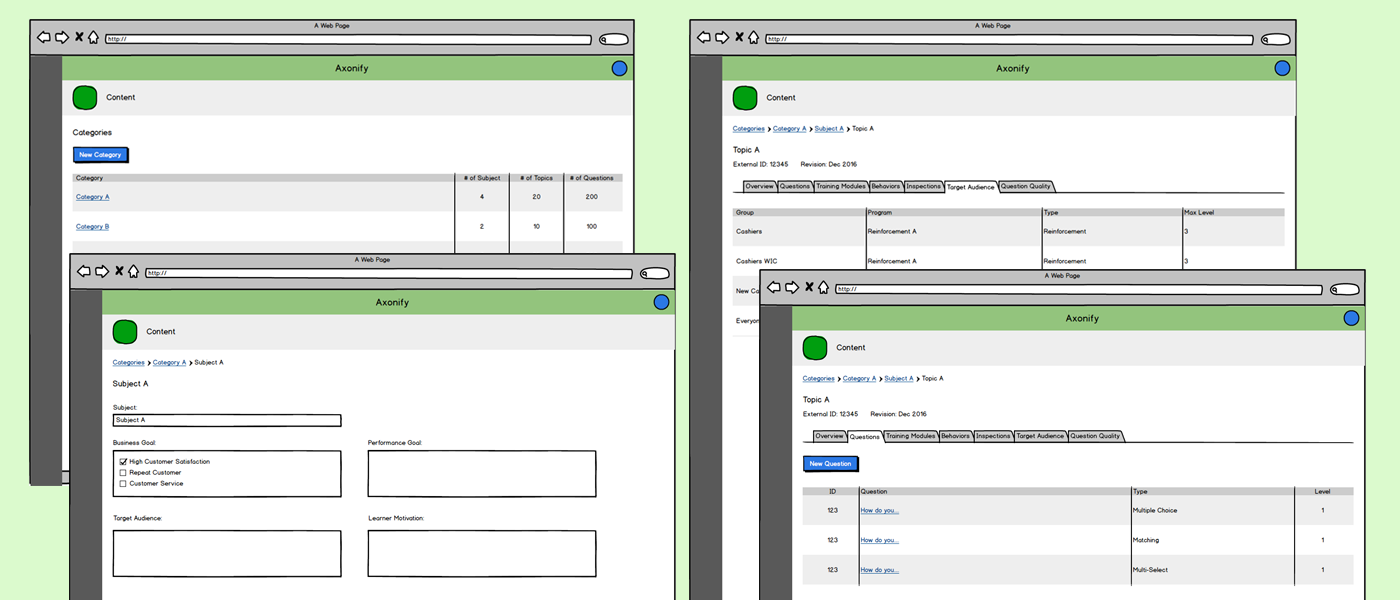 A Web Page
http://
Axonify
Content
Categories
New Category
Category # of Subject # of Topics # of Questions
Category A 4 20 200
Category B 2 10 100
A Web Page
http://
Axonify
Content
Categories > Category A > Subject A
Subject A
Subject:
Subject A
Business Goal: Performance Goal:
High Customer Satisfaction
Repeat Customer
Customer Service
Target Audience: Learner Motivation:
A Web Page
http://
Axonify
Content
Categories > Category A > Subject A > Topic A
Topic A
External ID: 12345 Revision: Dec 2016
Overview Questions Training Modules Behaviors Inspections Target Audience Question Quality
Group Program Type Max Level
Cashiers Reinforcement A Reinforcement 3
Cashiers WIC Reinforcement A Reinforcement 3
New Ca
Everyon
A Web Page
http://
Axonify
Content
Categories > Category A > Subject A > Topic A
Topic A
External ID: 12345 Revision: Dec 2016
Overview Questions Training Modules Behaviors Inspections Target Audience Question Quality
New Question
ID Question Type Level
123 How do you... Multiple Choice 1
123 How do you... Matching 1
123 How do you... Multi-Select 1